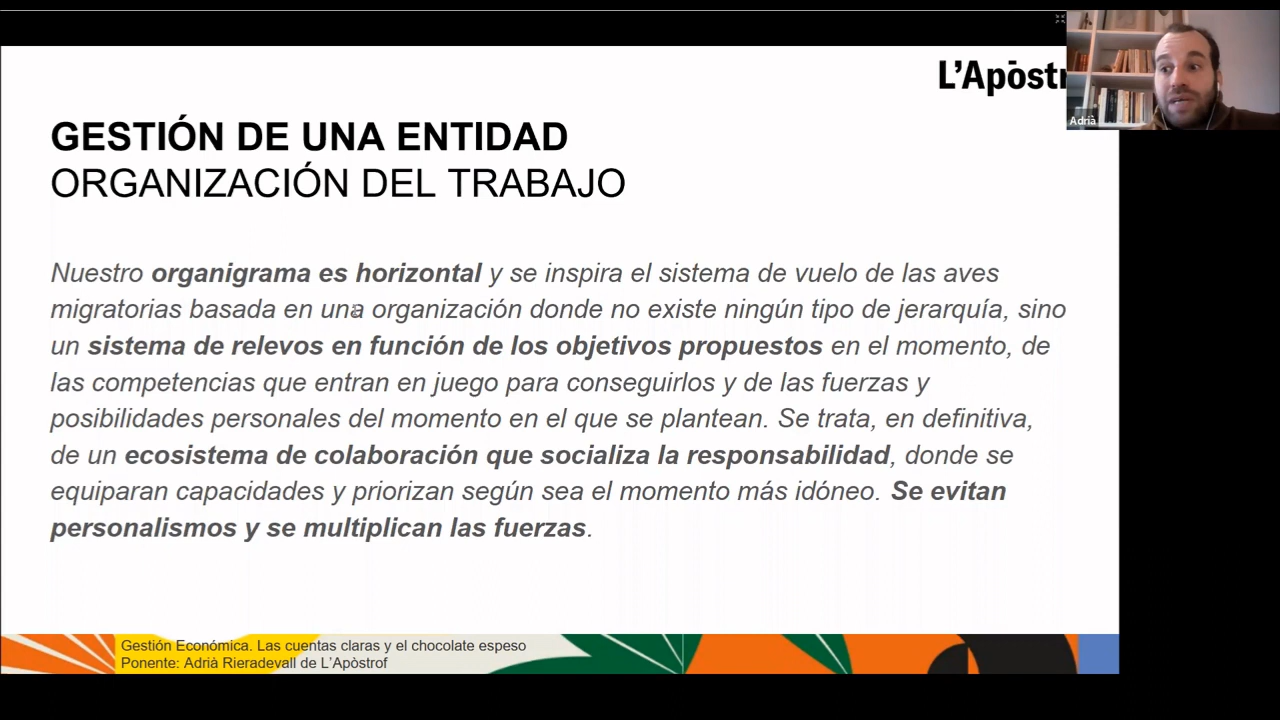 L'Apòstr
Adrià
GESTIÓN DE UNA ENTIDAD
ORGANIZACIÓN DEL TRABAJO
Nuestro organigrama es horizontal y se inspira el sistema de vuelo de las aves
migratorias basada en una organización donde no existe ningún tipo de jerarquía, sino
un sistema de relevos en función de los objetivos propuestos en el momento, de
las competencias que entran en juego para conseguirlos y de las fuerzas y
posibilidades personales del momento en el que se plantean. Se trata, en definitiva,
de un ecosistema de colaboración que socializa la responsabilidad, donde se
equiparan capacidades y priorizan según sea el momento más idóneo. Se evitan
personalismos y se multiplican las fuerzas.
Gestión Económica. Las cuentas claras y el chocolate espeso
Ponente: Adrià Rieradevall de L'Apòstrof